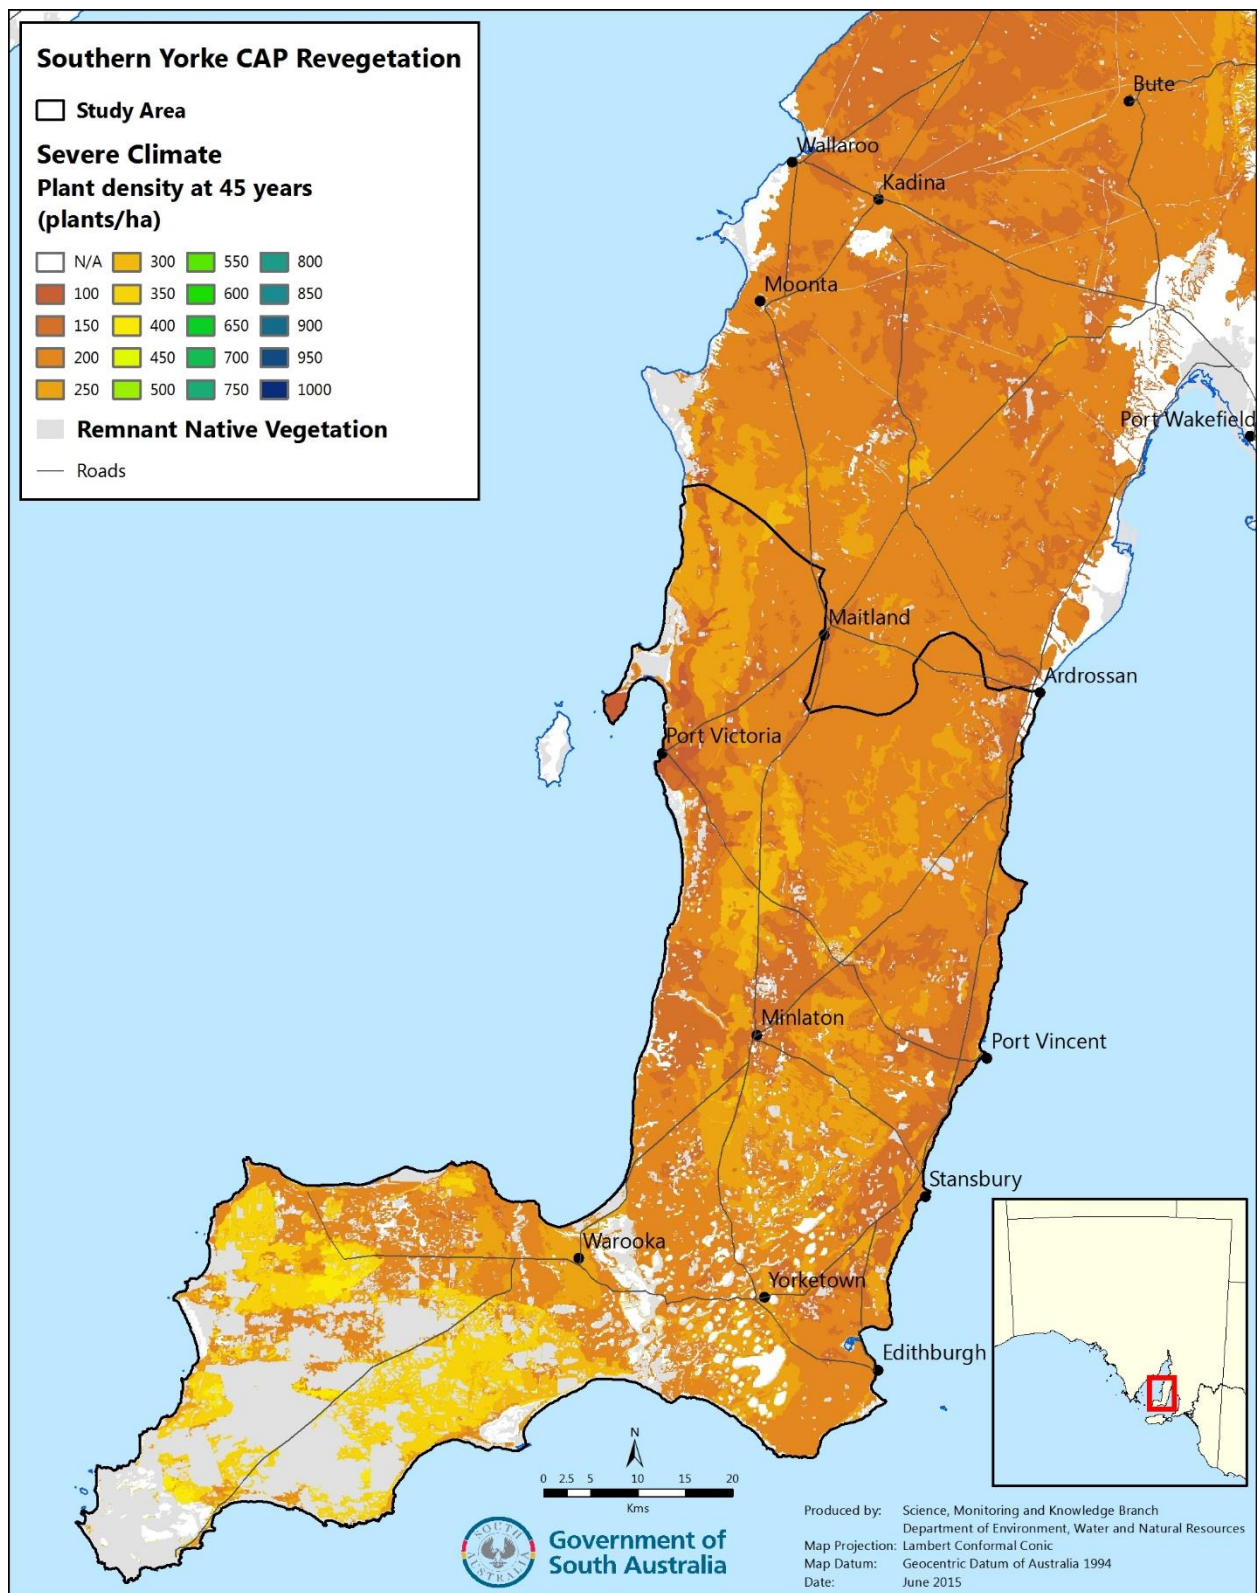 Southern Yorke CAP Revegetation
Study Area
Severe Climate
Plant density at 45 years
(plants/ha)
N/A 300 550 800
100 350 600 850
150 400 650 900
200 450 700 950
250 500 750 1000
Remnant Native Vegetation
Roads
Bute
Wallaroo
Kadina
Moonta
Port Wakefield
Maitland
Ardrossan
Port Victoria
Minlaton
Port Vincent
Stansbury
Warooka
Yorketown
Edithburgh
N
0 2.5 5 10 15 20
Kms
SOUTH AUSTRALIA
Government of
South Australia
Produced by: Science, Monitoring and Knowledge Branch
Department of Environment, Water and Natural Resources
Map Projection: Lambert Conformal Conic
Map Datum: Geocentric Datum of Australia 1994
Date: June 2015